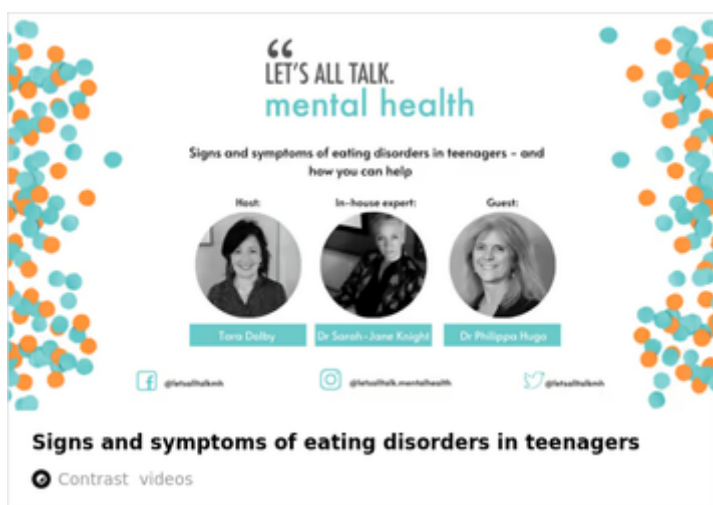 “
LET'S ALL TALK.
mental health
Signs and symptoms of eating disorders in teenagers – and
how you can help
Host:
In-house expert:
Guest:
Tara Dolby
Dr Sarah-Jane Knight
Dr Philippa Hugo
@letsalltalkmh
@letsalltalk.mentalhealth
@letsalltalkmh
Signs and symptoms of eating disorders in teenagers
Contrast videos